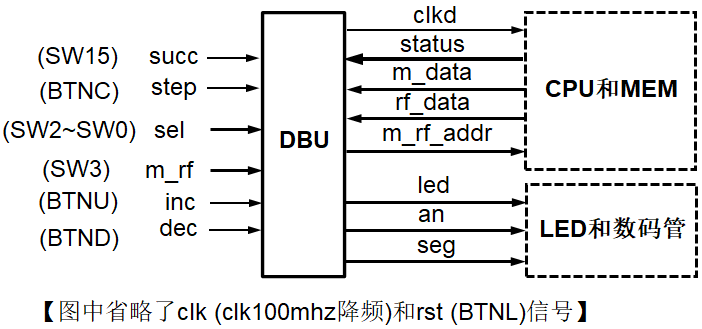 clkd
(SW15) succ
status
(BTNC) step
m_data
CPU和MEM
rf_data
(SW2~SW0) sel
DBU
m_rf_addr
(SW3) m_rf
led
(BTNU) inc
an
LED和数码管
(BTND) dec
seg
【图中省略了clk (clk100mhz降频)和rst (BTNL)信号】